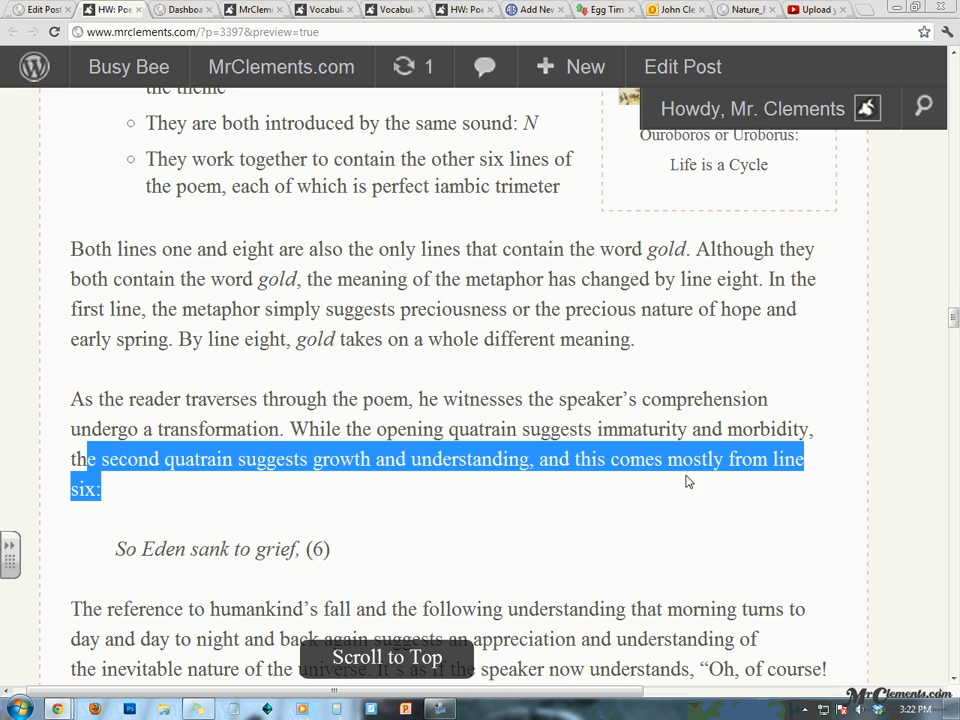 Edit Post
HW: Poe
Dashboa
MrClem
Vocabul
Vocabul
HW: Poe
Add Nev
Egg Tim
John Cle
Nature_F
Upload y
www.mrclements.com/?p=3397&preview=true
Busy Bee
MrClements.com
1
New
Edit Post
Howdy, Mr. Clements
the theme
They are both introduced by the same sound: N
They work together to contain the other six lines of
the poem, each of which is perfect iambic trimeter
Ouroboros or Uroborus:
Life is a Cycle
Both lines one and eight are also the only lines that contain the word gold. Although they
both contain the word gold, the meaning of the metaphor has changed by line eight. In the
first line, the metaphor simply suggests preciousness or the precious nature of hope and
early spring. By line eight, gold takes on a whole different meaning.
As the reader traverses through the poem, he witnesses the speaker’s comprehension
undergo a transformation. While the opening quatrain suggests immaturity and morbidity,
the second quatrain suggests growth and understanding, and this comes mostly from line
six:
So Eden sank to grief, (6)
The reference to humankind’s fall and the following understanding that morning turns to
day and day to night and back again suggests an appreciation and understanding of
the inevitable nature of the universe. It’s as if the speaker now understands, “Oh, of course!
Scroll to Top
MrClements.com
3:22 PM